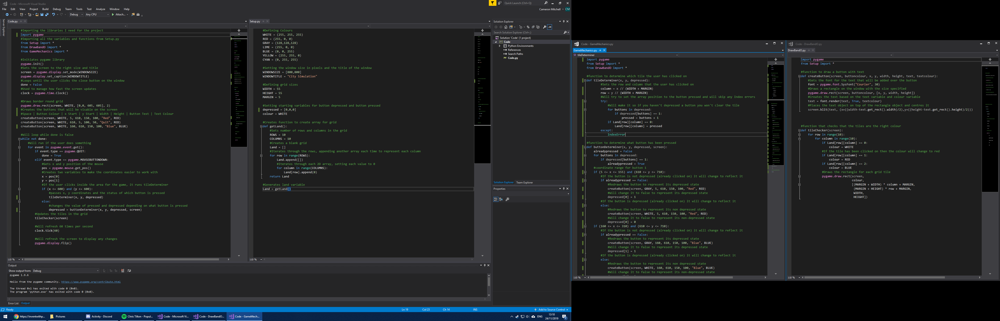 Code - Microsoft Visual Studio
Quick Launch (Ctrl+Q)
File Edit View Project Build Debug Team Tools Test Analyze Window Help
Cameron Mitchell CM
Debug Any CPU Attach...
Server Explorer
Code.py
#Importing the libraries I need for the project
import pygame
#Importing all the variables and functions from Setup.py
from Setup import *
from DrawBandO import *
from GameMechanics import *
#Initiates pygame library
pygame.init()
#Sets the screen to the right size and title
screen = pygame.display.set_mode(WINDOWSIZE)
pygame.display.set_caption(WINDOWTITLE)
#Loops until the user clicks the close button on the window
done = False
#Used to manage how fast the screen updates
clock = pygame.time.Clock()
#Draws border round grid
pygame.draw.rect(screen, WHITE, [0,0, 605, 605], 2)
#Creates the buttons that will be visable on the screen
#Space | Button Colour | x Start | y Start | Width | Height | Button Text | Text Colour
createButton(screen, WHITE, 5, 610, 150, 100, "Red", RED)
createButton(screen, WHITE, 610, 5, 100, 50, "Quit", RED)
createButton(screen, WHITE, 160, 610, 150, 100, "Blue", BLUE)
#Will loop while done is false
while not done:
#Will run if the user does something
for event in pygame.event.get():
if event.type == pygame.QUIT:
done = True
elif event.type == pygame.MOUSEBUTTONDOWN:
#Gets x and y position of the mouse
pos = pygame.mouse.get_pos()
#Creates two variables to make the coordinates easier to work with
x = pos[0]
y = pos[1]
#If the user clicks inside the area for the game, it runs tileDeterminer
if (x <= 600) and (y <= 600):
#passes x, y coordinates and the status of which button is pressed
tileDeterminer(x, y, depressed)
else:
#changes the value of pressed and depressed depending on what button is pressed
depressed = buttonDeterminer(x, y, depressed, screen)
#Updates the tiles in the grid
tileChecker(screen)
#Will refresh 60 times per second
clock.tick(60)
#Will refresh the screen to display any changes
pygame.display.flip()
110 %
Setup.py
#Defining Colours
WHITE = (255, 255, 255)
RED = (255, 0, 0)
GRAY = (128,128,128)
LIME = (255, 0, 0)
BLUE = (0, 0, 255)
YELLOW = (255, 255, 0)
CYAN = (0, 255, 255)
#Setting the window size in pixels and the title of the window
WINDOWSIZE = [800,800]
WINDOWTITLE = "City Simulation"
#Defining grid sizes
WIDTH = 55
HEIGHT = 55
MARGIN = 5
#Setting starting variables for button depressed and button pressed
depressed = [0,0,0]
colour = WHITE
#Creates function to create array for grid
def getLand():
#Sets number of rows and columns in the grid
ROWS = 10
COLUMNS = 10
#Creates a blank grid
Land = []
#Iterates through the rows, appending another array each time to represent each column
for row in range(ROWS):
Land.append([])
#Iterates through each 2D array, setting each value to 0
for column in range(COLUMNS):
Land[row].append(0)
return Land
#Generates land variable
Land = getLand()
110 %
Solution Explorer
Search Solution Explorer (Ctrl+;)
Solution 'Code' (1 project)
Code
Python Environments
References
Search Paths
Code.py
Solution Explorer Team Explorer
Properties
Output
Show output from: Debug
pygame 1.9.6
Hello from the pygame community. https://www.pygame.org/contribute.html
The thread 0x1 has exited with code 0 (0x0).
The program 'python.exe' has exited with code 0 (0x0).
Error List Output
Ready Ln 19 Col 23 Ch 14 INS Add to Source Control
https://inventwithp... Pictures Activity - Discord Chris Tilton - Popul... Code - Microsoft Vi... Code - DrawBandO... Code - GameMech...
ENG 13:10
24/11/2019
2
Code - GameMechanics.py
GameMechanics.py
tileDeterminer
import pygame
from Setup import *
from DrawBandO import *
#function to determine which tile the user has clicked on
def tileDeterminer(x, y, depressed):
#Sets the row and column that the user has clicked on
column = x // (WIDTH + MARGIN)
row = y // (WIDTH + MARGIN)
#Will try to set the array position to the button pressed and will skip any Index errors
try:
#Will make it so if you haven't depressed a button you won't clear the tile
for buttons in depressed:
if depressed[buttons] == 1:
pressed = buttons + 1
if Land[row][column] == 0:
Land[row][column] = pressed
except:
IndexError
#function to determine what button has been pressed
def buttonDeterminer(x, y, depressed, screen):
alreadypressed = False
for buttons in depressed:
if depressed[buttons] == 1:
alreadypressed = True
#coordinate range for button 1
if (5 <= x <= 155) and (610 <= y <= 710):
#If the button is not depressed (already clicked on) it will change to reflect it
if alreadypressed == False:
#Redraws the button to represent its depressed state
createButton(screen, GRAY, 5, 610, 150, 100, "Red", RED)
#Will change it to false to represent its depressed state
depressed[0] = 1
#If the button is depressed (already clicked on) it will change to reflect it
else:
#Redraws the button to represent its non depressed state
createButton(screen, WHITE, 5, 610, 150, 100, "Red", RED)
#Will change it to false to represent its non-depressed state
depressed[0] = 0
if (160 <= x <= 310) and (610 <= y <= 710):
#If the button is not depressed (already clicked on) it will change to reflect it
if alreadypressed == False:
#Redraws the button to represent its depressed state
createButton(screen, GRAY, 160, 610, 150, 100, "Blue", BLUE)
#Will change it to false to represent its depressed state
depressed[1] = 1
#If the button is depressed (already clicked on) it will change to reflect it
else:
#Redraws the button to represent its non depressed state
createButton(screen, WHITE, 160, 610, 150, 100, "Blue", BLUE)
#Will change it to false to represent its non-depressed state
110 %
Code - DrawBandO.py
DrawBandO.py
import pygame
from Setup import *
#function to draw a button with text
def createButton(screen, buttoncolour, x, y, width, height, text, textcolour):
#Sets the font for the text that will be added over the button
font = pygame.font.SysFont("Courier", 30)
#Draws a rectangle on the window with the size specified
pygame.draw.rect(screen, buttoncolour, [x, y, width, height])
#Creates the text based on the text variable and colour variable
text = font.render(text, True, textcolour)
#Places the text object on top of the rectangle object and centres it
screen.blit(text, (x+((width-text.get_rect().width)/2),y+((height-text.get_rect().height)/2)))
#function that checks that the tiles are the right colour
def tileChecker(screen):
for row in range(10):
for column in range(10):
if Land[row][column] == 0:
colour = WHITE
#If the tile has been clicked on then the colour will change to red
if Land[row][column] == 1:
colour = RED
if Land[row][column] == 2:
colour = BLUE
#Draws the rectangle for each grid tile
pygame.draw.rect(screen,
colour,
[(MARGIN + WIDTH) * column + MARGIN,
(MARGIN + HEIGHT) * row + MARGIN,
WIDTH,
HEIGHT])
110 %